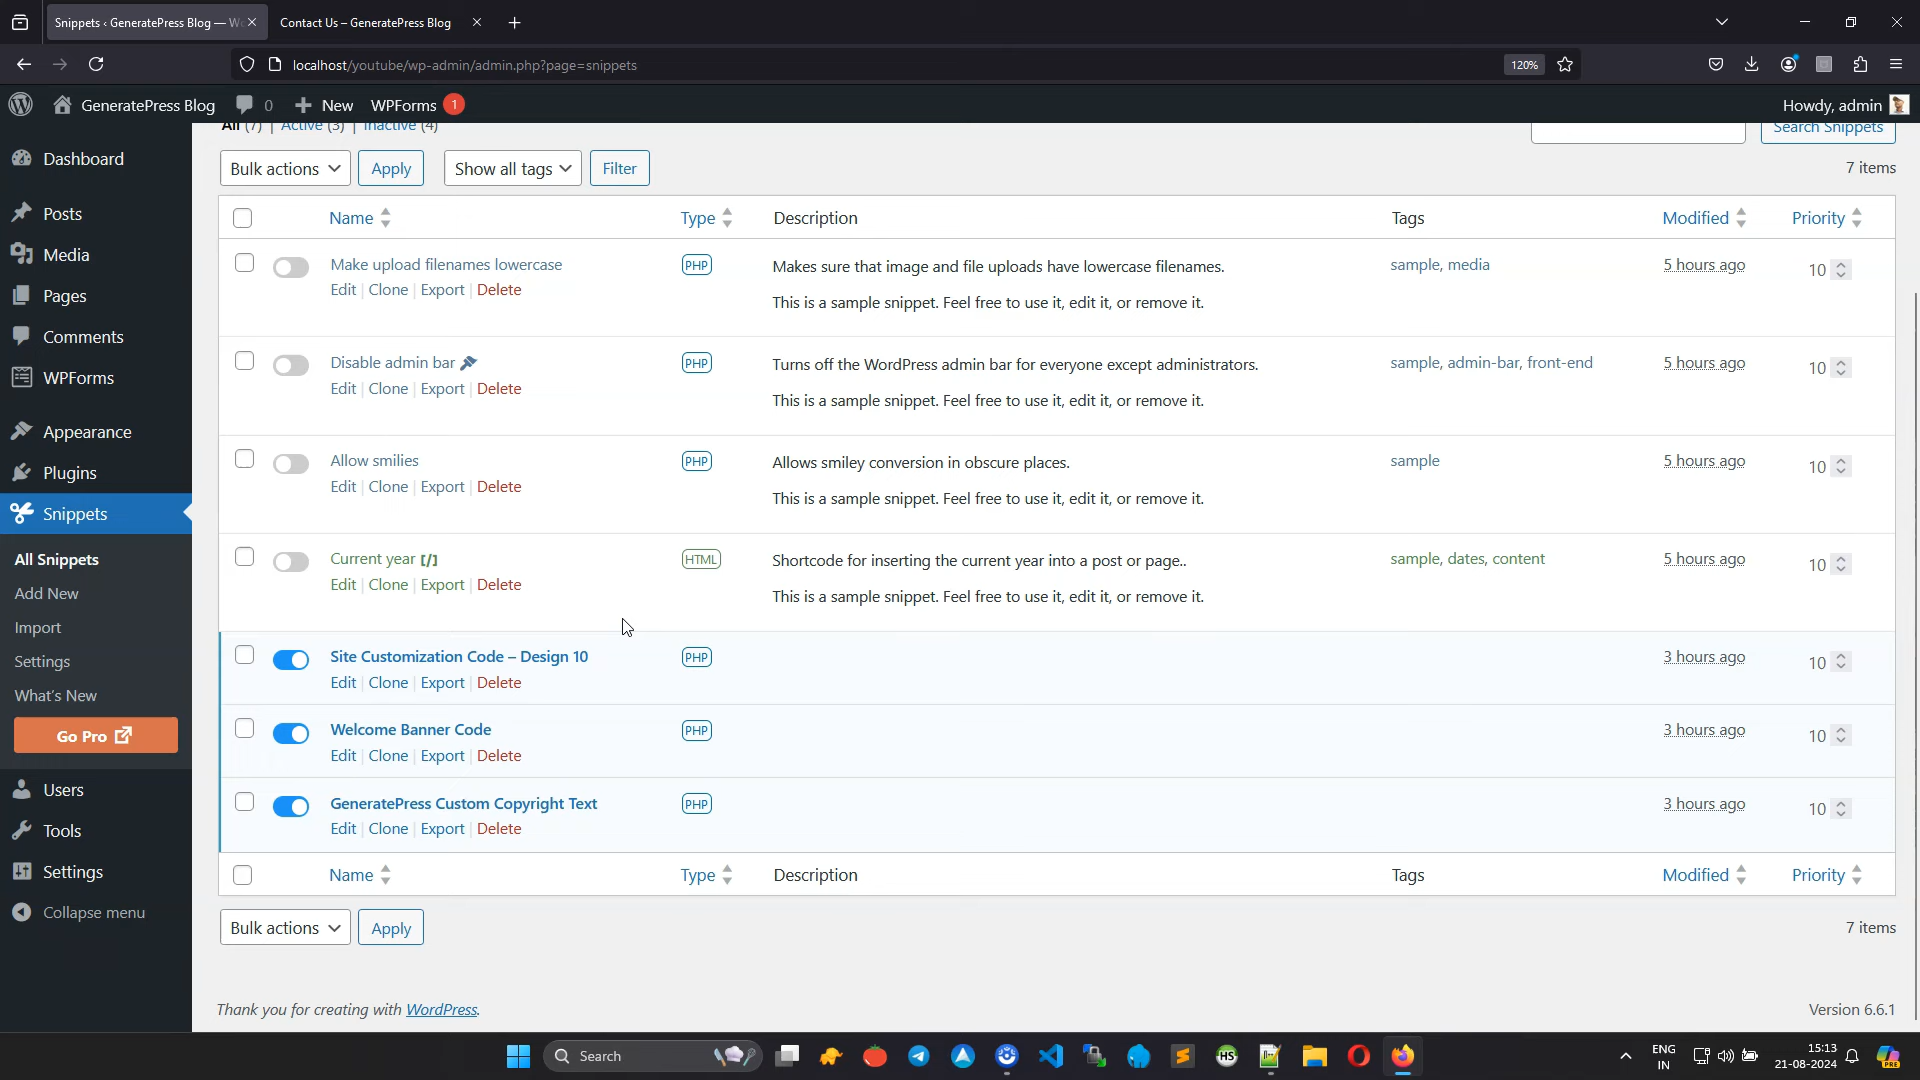 Snippets ‹ GeneratePress Blog — W
Contact Us – GeneratePress Blog
localhost/youtube/wp-admin/admin.php?page=snippets
120%
GeneratePress Blog
0
New
WPForms 1
Howdy, admin
All (7) | Active (3) | Inactive (4)
Search Snippets
Bulk actions
Apply
Show all tags
Filter
7 items
Name Type Description Tags Modified Priority
Make upload filenames lowercase PHP Makes sure that image and file uploads have lowercase filenames. sample, media 5 hours ago 10
Edit | Clone | Export | Delete
This is a sample snippet. Feel free to use it, edit it, or remove it.
Disable admin bar PHP Turns off the WordPress admin bar for everyone except administrators. sample, admin-bar, front-end 5 hours ago 10
Edit | Clone | Export | Delete
This is a sample snippet. Feel free to use it, edit it, or remove it.
Allow smilies PHP Allows smiley conversion in obscure places. sample 5 hours ago 10
Edit | Clone | Export | Delete
This is a sample snippet. Feel free to use it, edit it, or remove it.
Current year [/] HTML Shortcode for inserting the current year into a post or page.. sample, dates, content 5 hours ago 10
Edit | Clone | Export | Delete
This is a sample snippet. Feel free to use it, edit it, or remove it.
Site Customization Code – Design 10 PHP 3 hours ago 10
Edit | Clone | Export | Delete
Welcome Banner Code PHP 3 hours ago 10
Edit | Clone | Export | Delete
GeneratePress Custom Copyright Text PHP 3 hours ago 10
Edit | Clone | Export | Delete
Name Type Description Tags Modified Priority
Bulk actions
Apply
7 items
Thank you for creating with WordPress.
Version 6.6.1
Dashboard
Posts
Media
Pages
Comments
WPForms
Appearance
Plugins
Snippets
All Snippets
Add New
Import
Settings
What's New
Go Pro
Users
Tools
Settings
Collapse menu
Search
HS
ENG
IN
15:13
21-08-2024
PRE